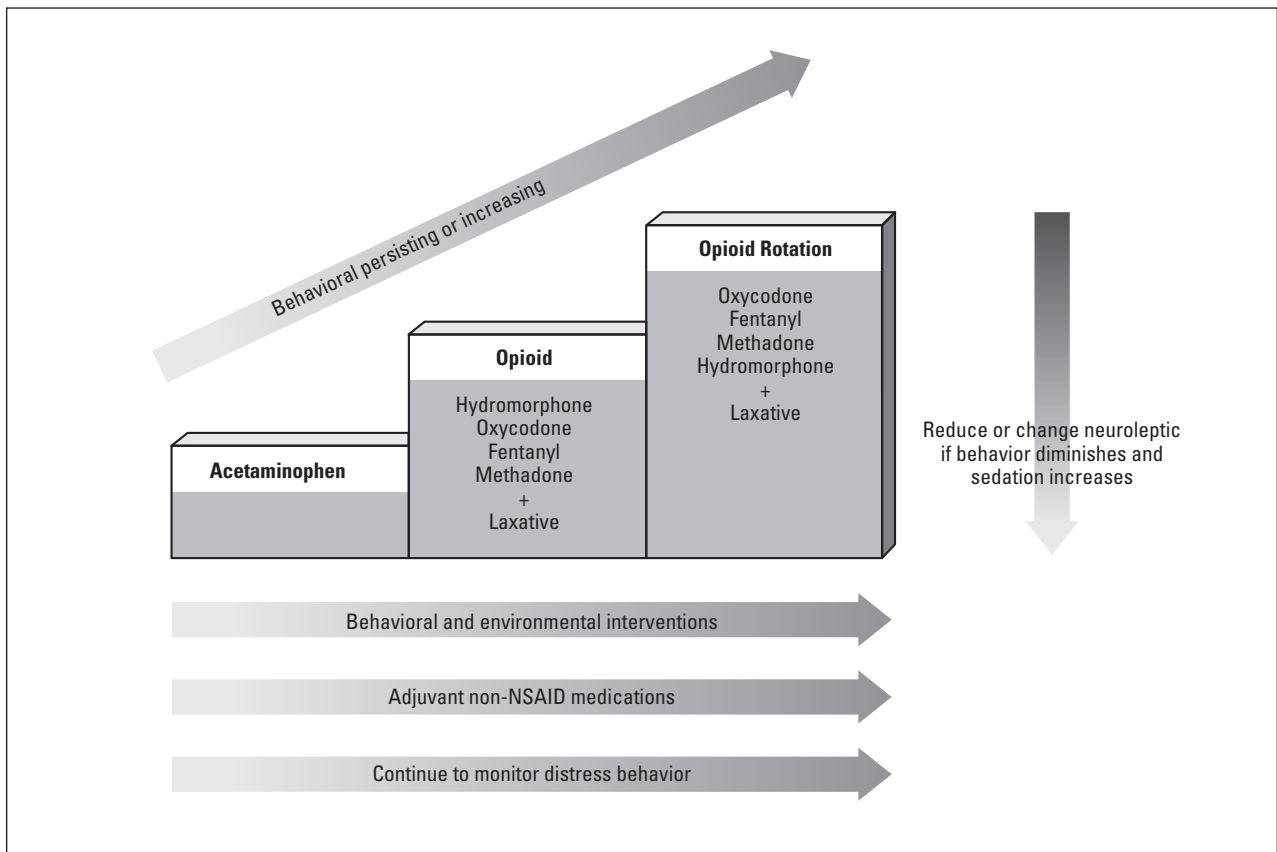 Behavioral persisting or increasing
Opioid Rotation
Oxycodone
Fentanyl
Methadone
Hydromorphone
+
Laxative
Opioid
Hydromorphone
Oxycodone
Fentanyl
Methadone
+
Laxative
Acetaminophen
Reduce or change neuroleptic
if behavior diminishes and
sedation increases
Behavioral and environmental interventions
Adjuvant non-NSAID medications
Continue to monitor distress behavior